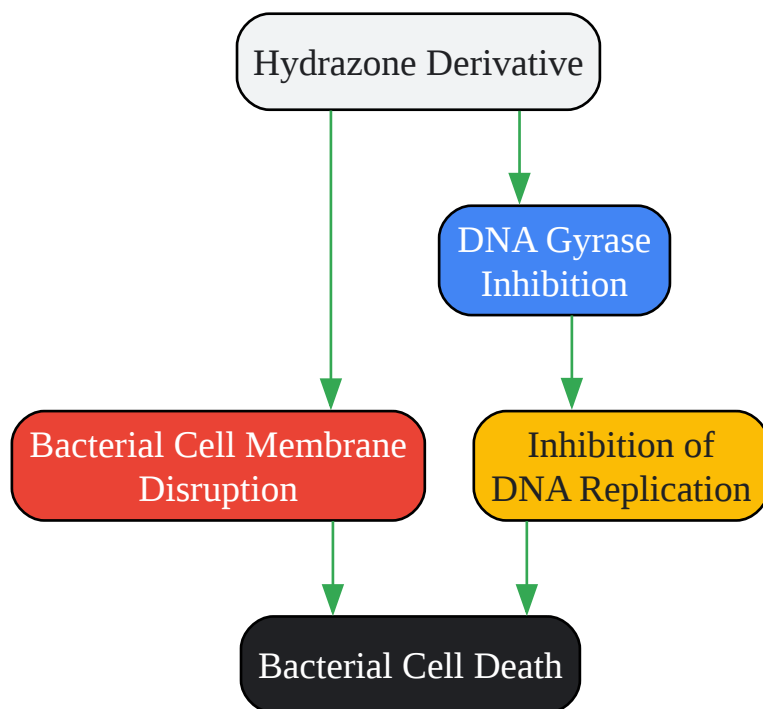 Hydrazone Derivative
DNA Gyrase
Inhibition
Bacterial Cell Membrane
Disruption
Inhibition of
DNA Replication
Bacterial Cell Death